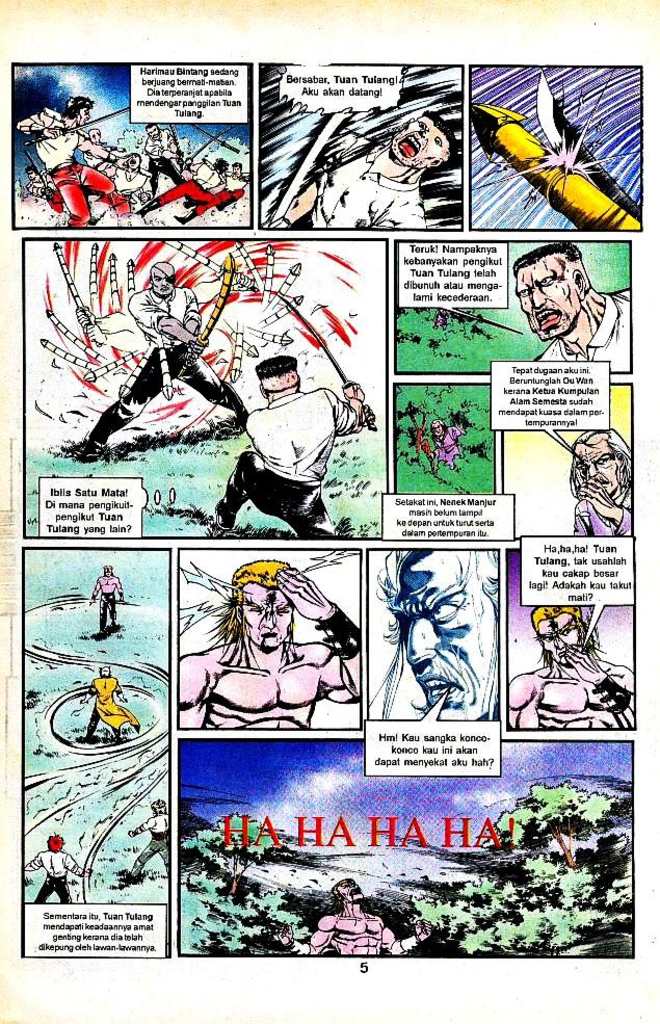 Harimau Bintang sedang
berjuang bermati-matian.
Dia terperanjat apabila
mendengar panggilan Tuan
Tulang.
Bersabar, Tuan Tulang!
Aku akan datang!
Teruk! Nampaknya
kebanyakan pengikut
Tuan Tulang telah
dibunuh atau menga-
lami kecederaan.
Iblis Satu Mata!
Di mana pengikuit-
pengikut Tuan
Tulang yang lain?
! !
Tepat dugaan aku ini.
Beruntunglah Ou Wan
kerana Ketua Kumpulan
Alam Semesta sudah
mendapat kuasa dalam per-
tempurannya!
Setakat ini, Nenek Manjur
masih belum tampil
ke depan untuk turut serta
dalam pertempuran itu.
Sementara itu, Tuan Tulang
mendapati keadaannya amat
genting kerana dia telah
dikepung oleh lawan-lawannya.
Hm! Kau sangka konco-
konco kau ini akan
dapat menyekat aku hah?
Ha,ha,ha! Tuan
Tulang, tak usahlah
kau cakap besar
lagi! Adakah kau takut
mati?
HA HA HA HA!
5